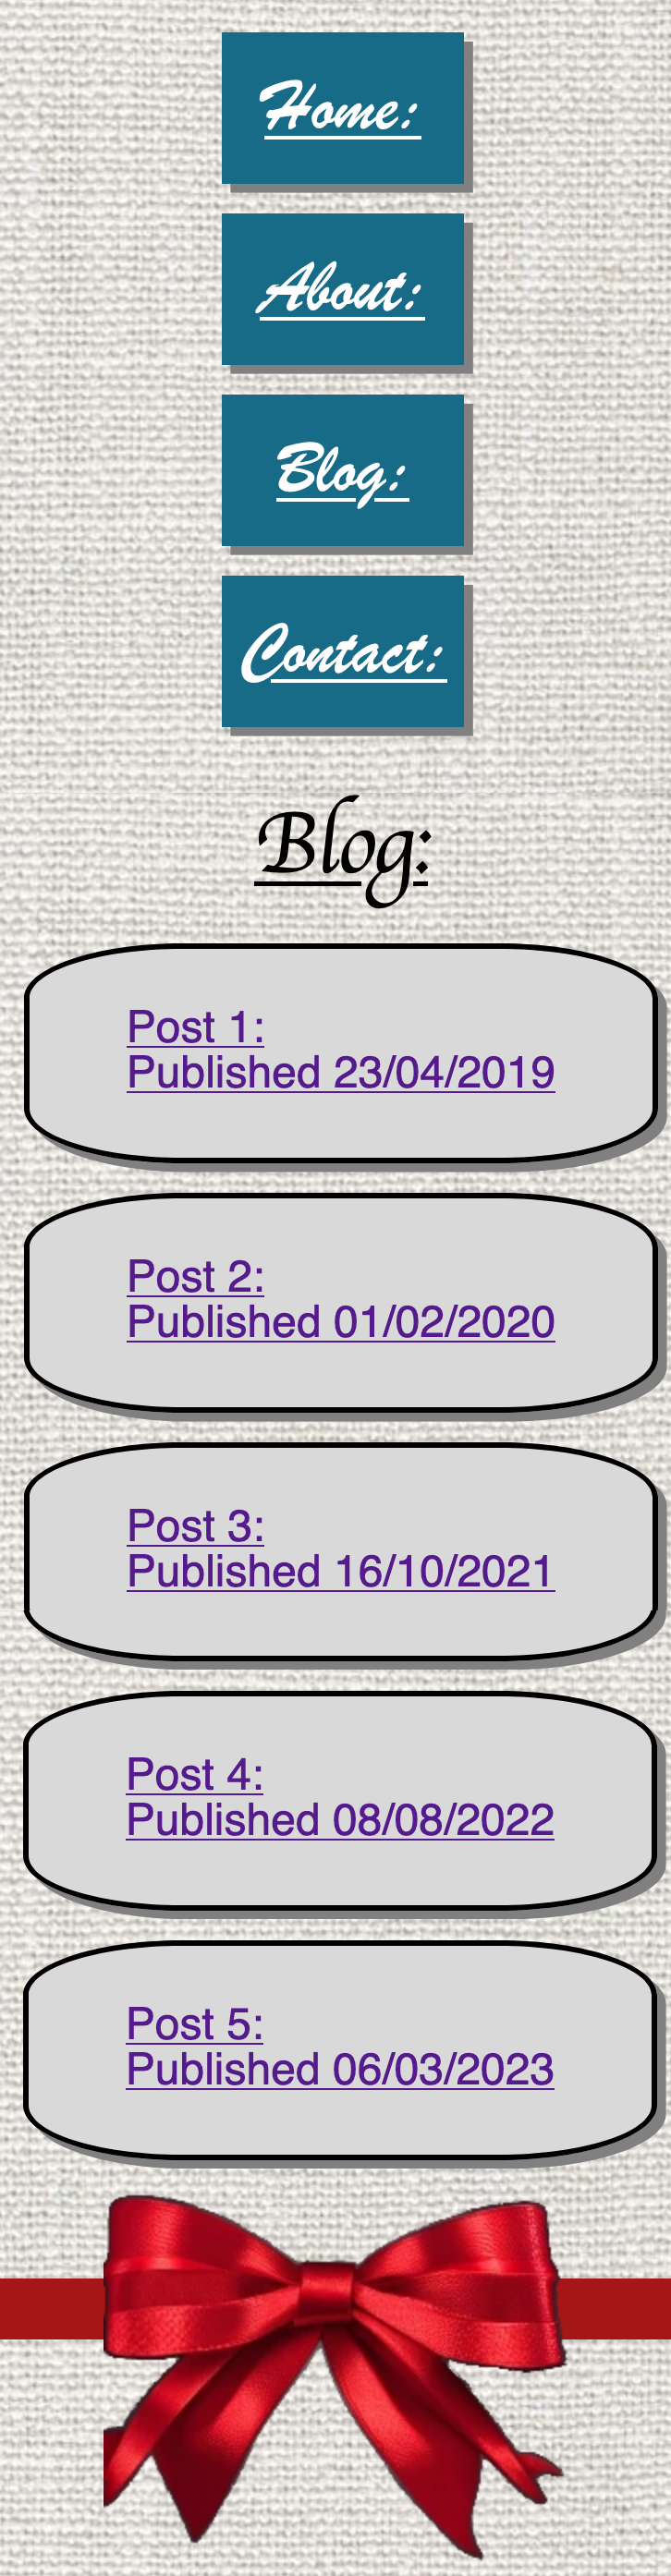 Home:
About:
Blog:
Contact:
Blog:
Post 1:
Published 23/04/2019
Post 2:
Published 01/02/2020
Post 3:
Published 16/10/2021
Post 4:
Published 08/08/2022
Post 5:
Published 06/03/2023